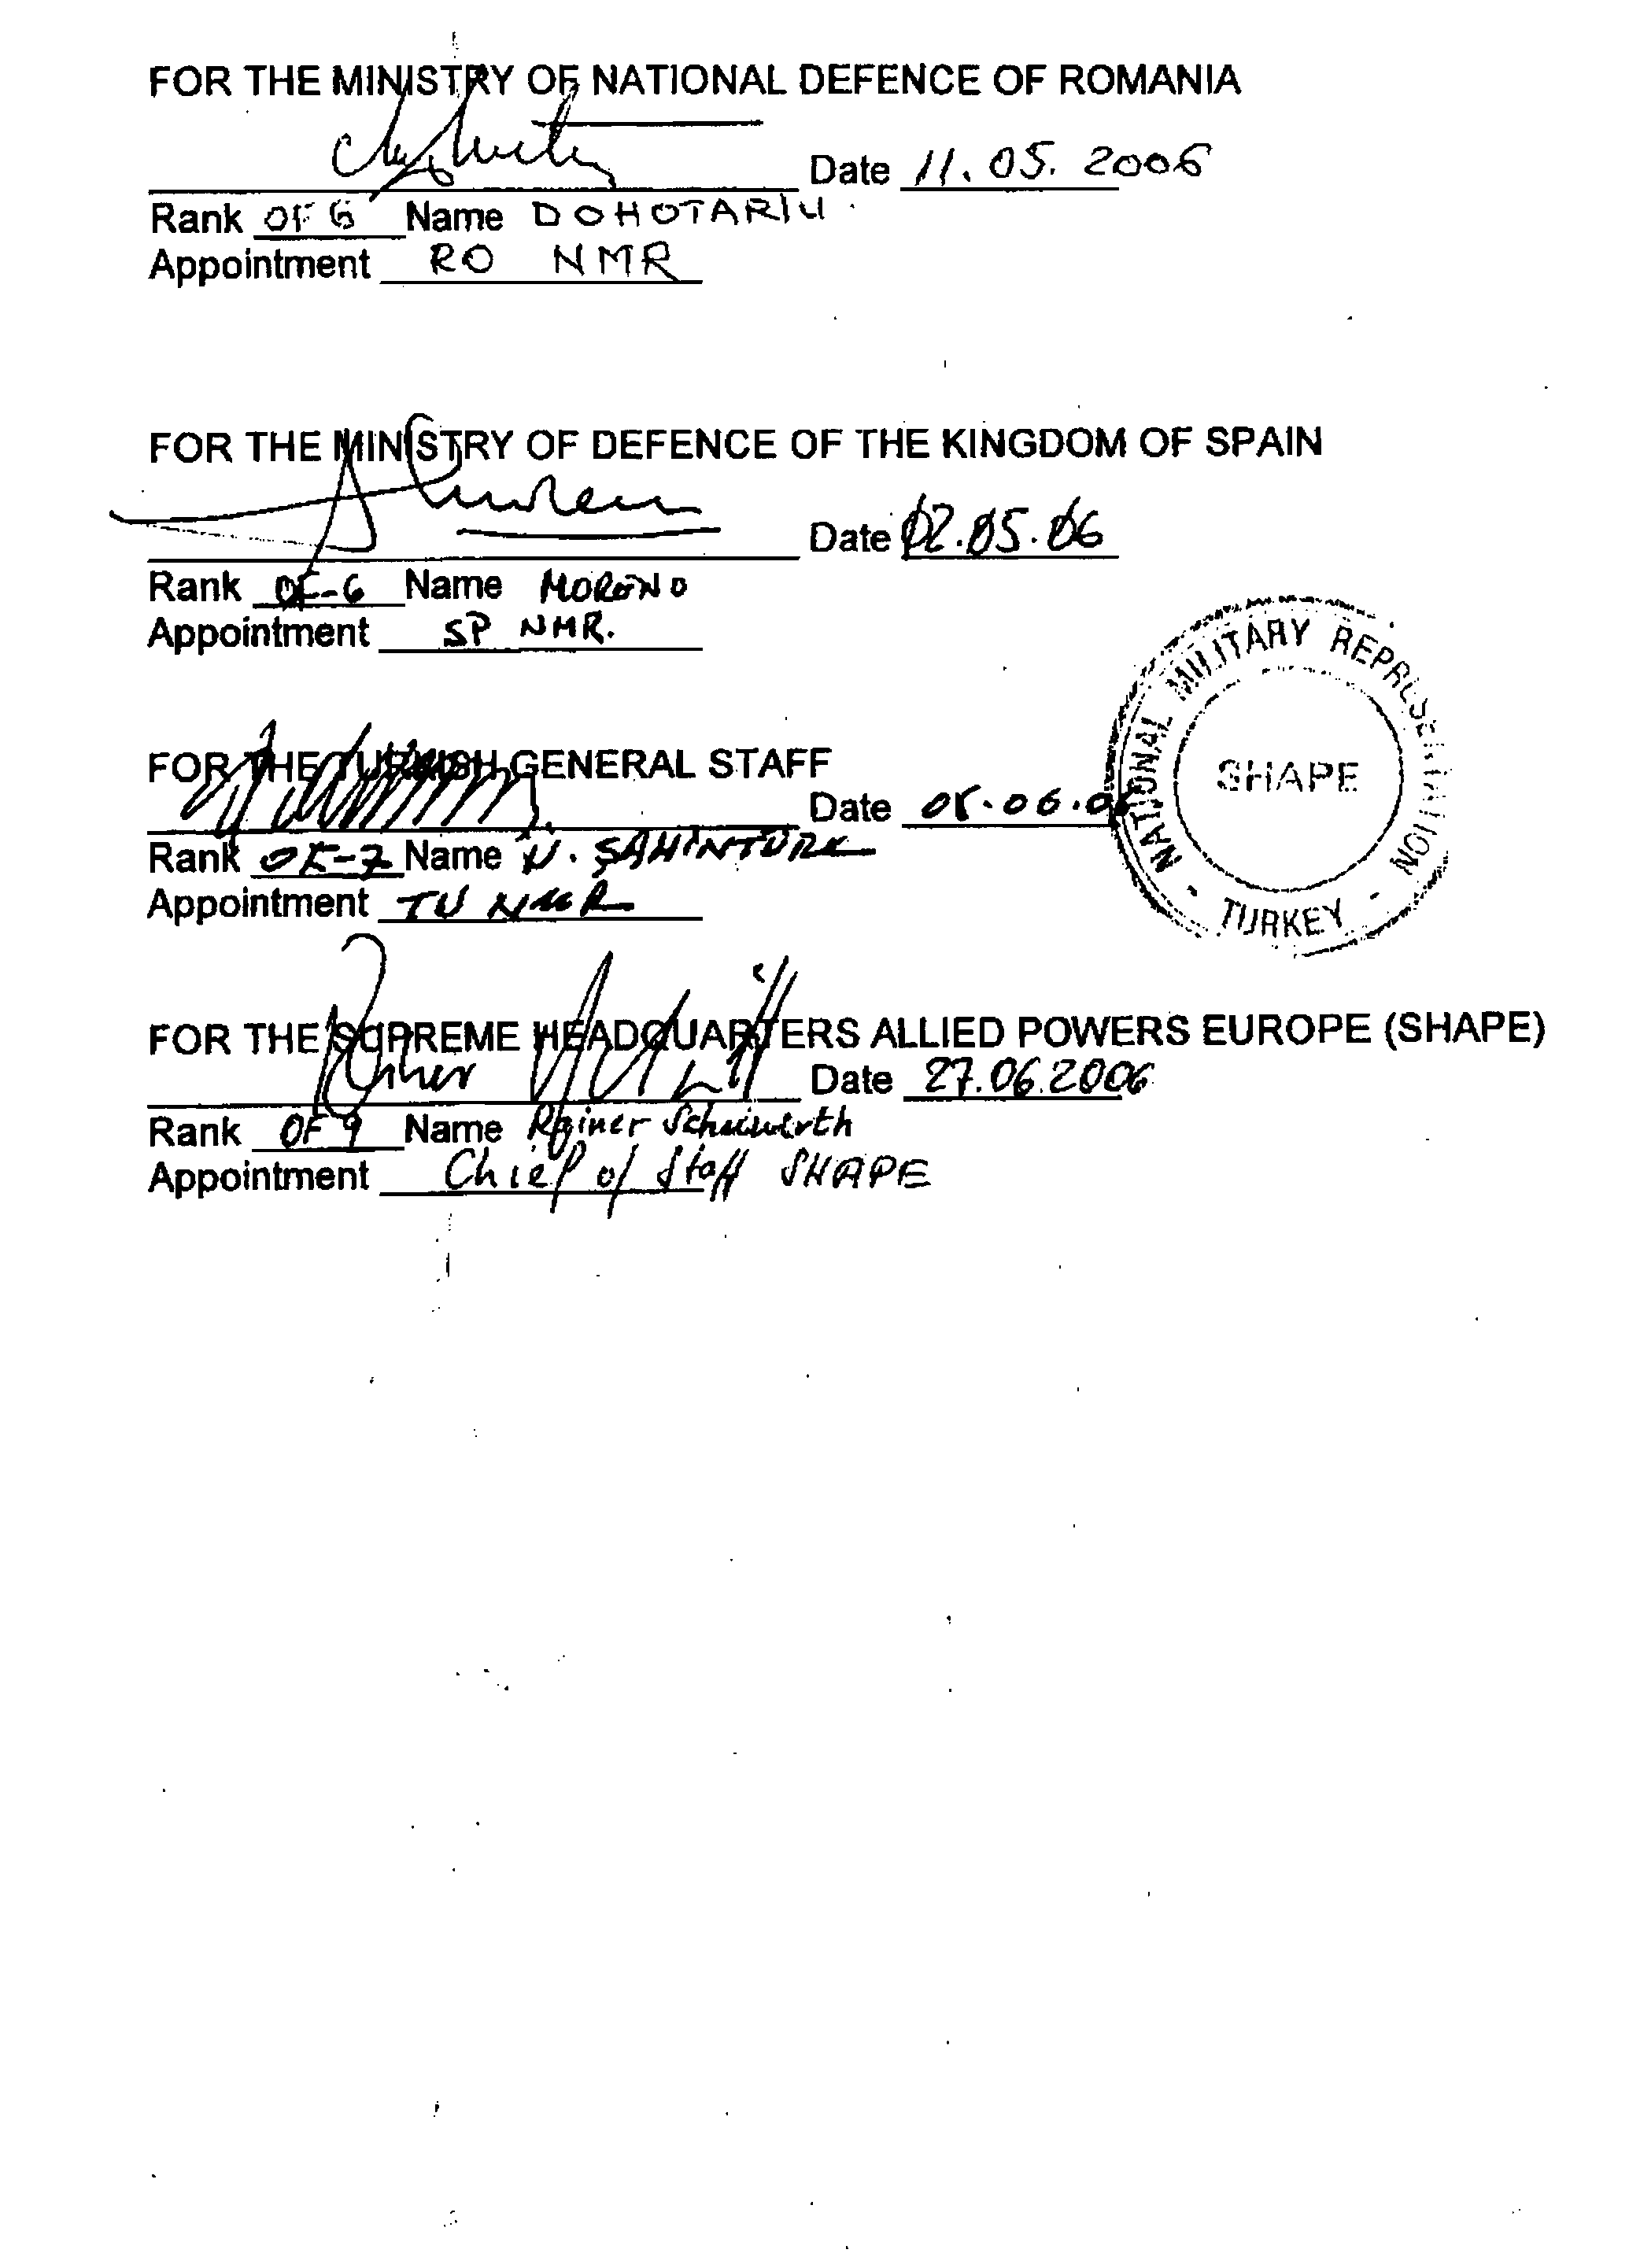 FOR THE MINISTRY OF NATIONAL DEFENCE OF ROMANIA
Date 11.05.2006
Rank OF 6 Name DOHOTARIU
Appointment RO NMR
FOR THE MINISTRY OF DEFENCE OF THE KINGDOM OF SPAIN
Date 02.05.06
Rank OF-6 Name MORENO
Appointment SP NMR.
FOR THE TURKISH GENERAL STAFF
Date
Rank OF-7 Name N. ŞAHİNTÜRK
Appointment TU NMR
NATIONAL MILITARY REPRESENTATION
SHAPE
- TURKEY -
FOR THE SUPREME HEADQUARTERS ALLIED POWERS EUROPE (SHAPE)
Date 27.06.2006
Rank OF 9 Name Rainer Schuwirth
Appointment Chief of Staff SHAPE